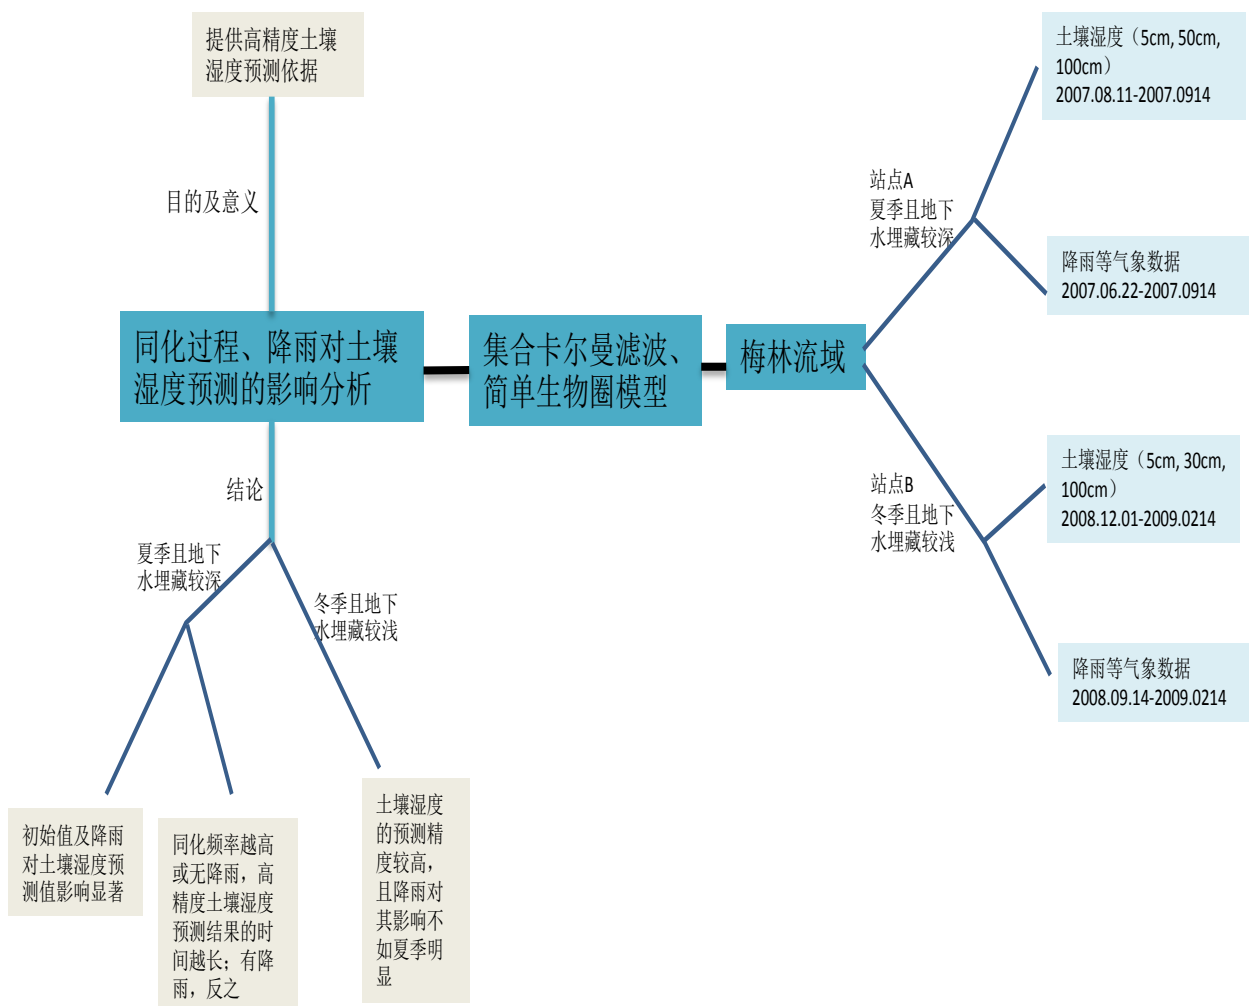 提供高精度土壤
湿度预测依据
目的及意义
同化过程、降雨对土壤
湿度预测的影响分析
集合卡尔曼滤波、
简单生物圈模型
梅林流域
站点A
夏季且地下
水埋藏较深
土壤湿度（5cm, 50cm,
100cm）
2007.08.11-2007.0914
降雨等气象数据
2007.06.22-2007.0914
站点B
冬季且地下
水埋藏较浅
土壤湿度（5cm, 30cm,
100cm）
2008.12.01-2009.0214
降雨等气象数据
2008.09.14-2009.0214
结论
夏季且地下
水埋藏较深
冬季且地下
水埋藏较浅
初始值及降雨
对土壤湿度预
测值影响显著
同化频率越高
或无降雨，高
精度土壤湿度
预测结果的时
间越长；有降
雨，反之
土壤湿度
的预测精
度较高，
且降雨对
其影响不
如夏季明
显